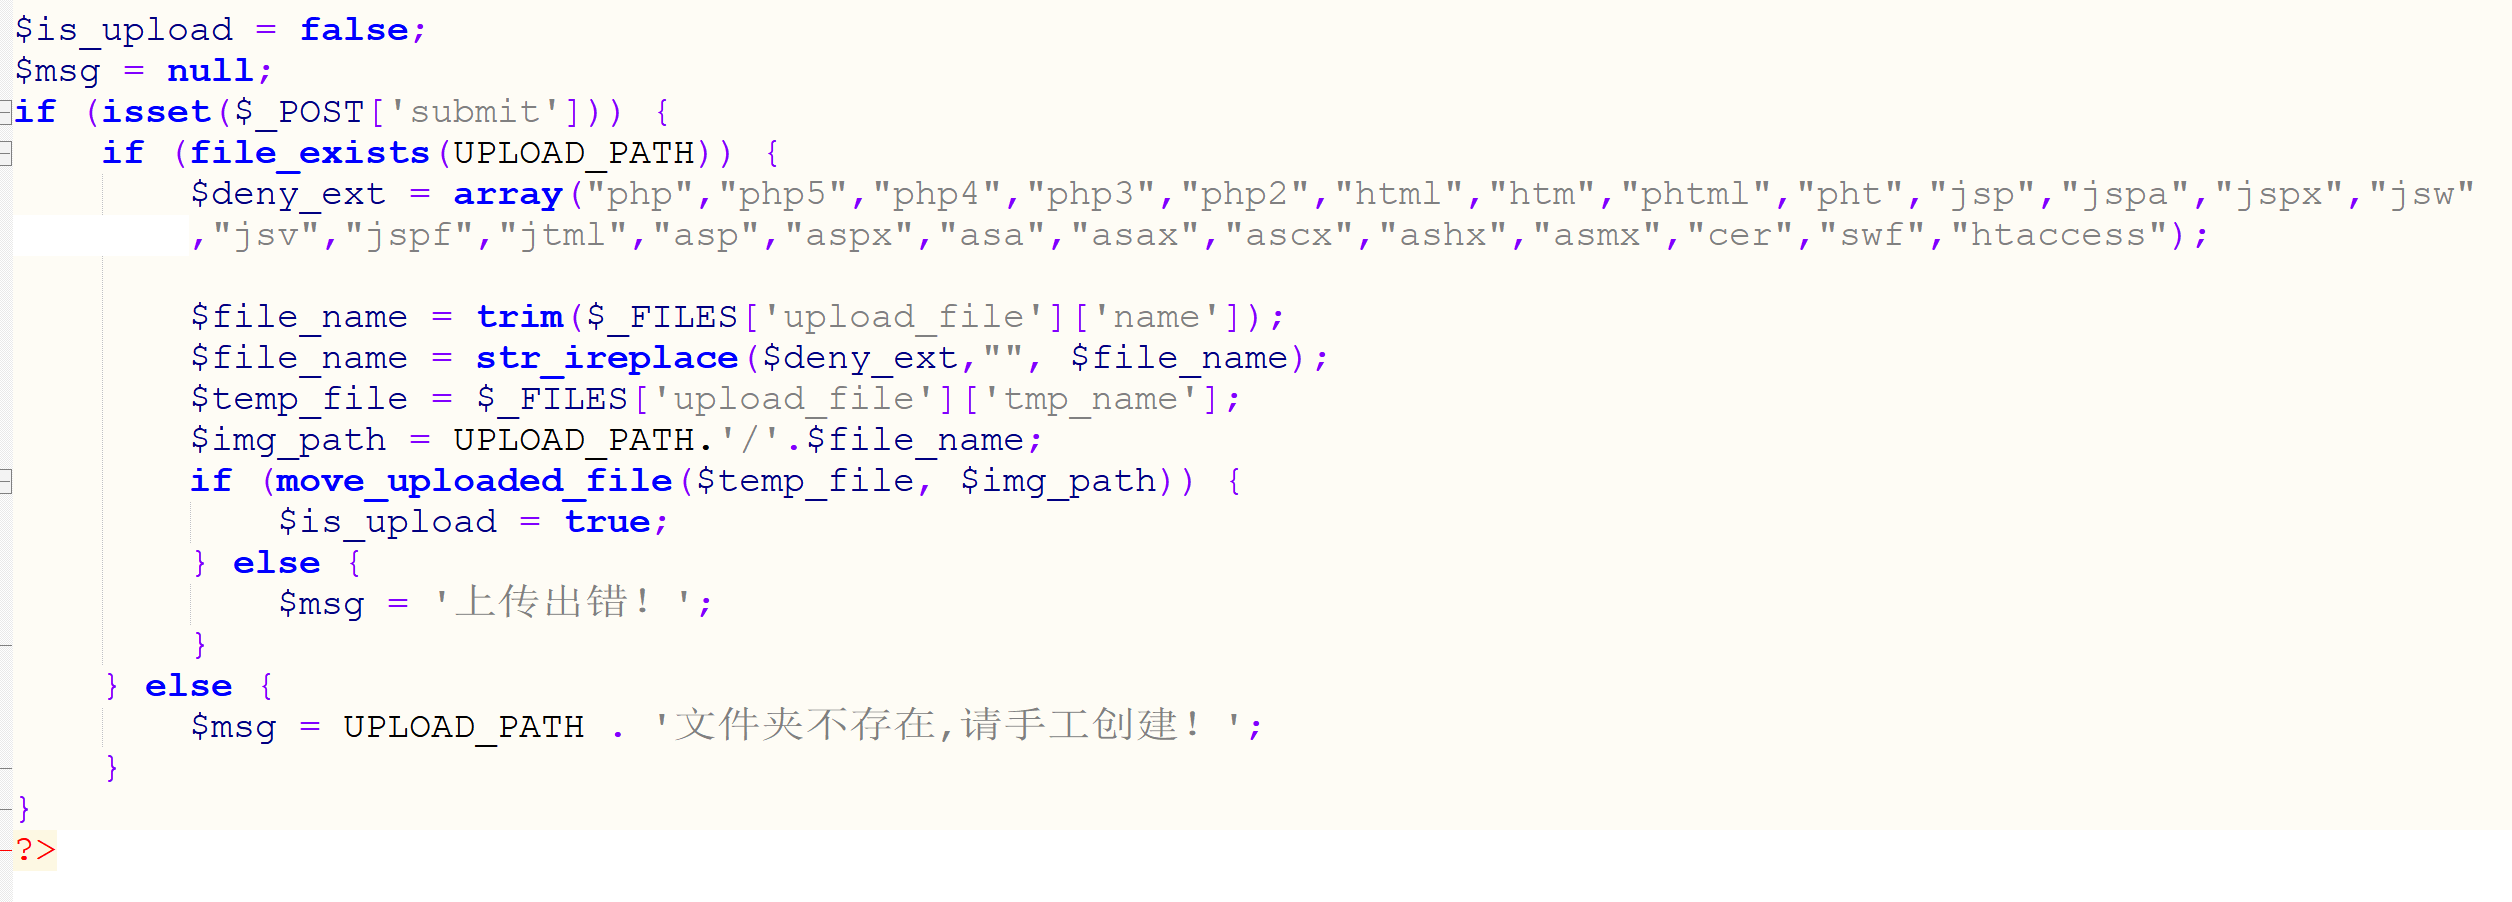 $is_upload = false;
$msg = null;
if (isset($_POST['submit'])) {
    if (file_exists(UPLOAD_PATH)) {
        $deny_ext = array("php","php5","php4","php3","php2","html","htm","phtml","pht","jsp","jspa","jspx","jsw"
        ,"jsv","jspf","jtml","asp","aspx","asa","asax","ascx","ashx","asmx","cer","swf","htaccess");

        $file_name = trim($_FILES['upload_file']['name']);
        $file_name = str_ireplace($deny_ext,"", $file_name);
        $temp_file = $_FILES['upload_file']['tmp_name'];
        $img_path = UPLOAD_PATH.'/'.$file_name;
        if (move_uploaded_file($temp_file, $img_path)) {
            $is_upload = true;
        } else {
            $msg = '上传出错！';
        }
    } else {
        $msg = UPLOAD_PATH . '文件夹不存在,请手工创建！';
    }
}
?>